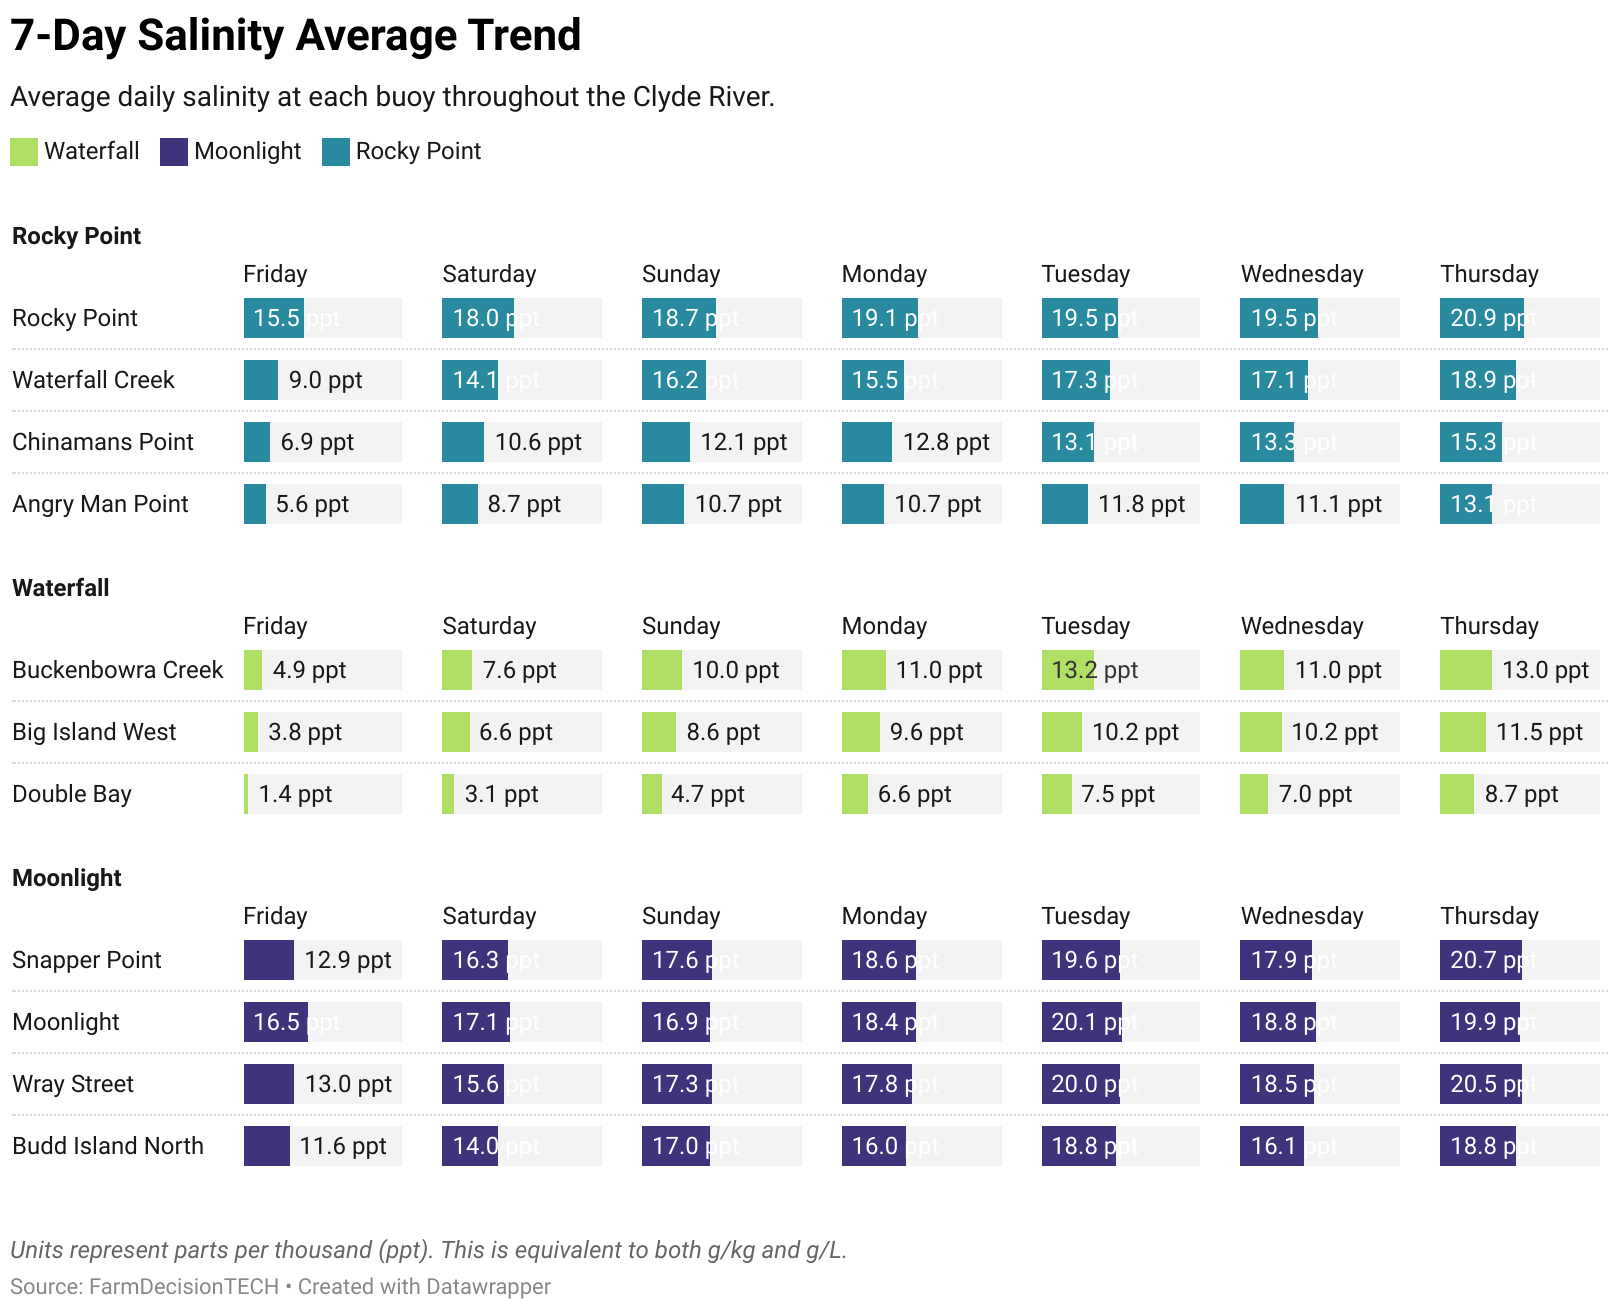 7-Day Salinity Average Trend
Average daily salinity at each buoy throughout the Clyde River.
Waterfall Moonlight Rocky Point
Rocky Point
Friday Saturday Sunday Monday Tuesday Wednesday Thursday
Rocky Point 15.5 ppt 18.0 ppt 18.7 ppt 19.1 ppt 19.5 ppt 19.5 ppt 20.9 ppt
Waterfall Creek 9.0 ppt 14.1 ppt 16.2 ppt 15.5 ppt 17.3 ppt 17.1 ppt 18.9 ppt
Chinamans Point 6.9 ppt 10.6 ppt 12.1 ppt 12.8 ppt 13.1 ppt 13.3 ppt 15.3 ppt
Angry Man Point 5.6 ppt 8.7 ppt 10.7 ppt 10.7 ppt 11.8 ppt 11.1 ppt 13.1 ppt
Waterfall
Friday Saturday Sunday Monday Tuesday Wednesday Thursday
Buckenbowra Creek 4.9 ppt 7.6 ppt 10.0 ppt 11.0 ppt 13.2 ppt 11.0 ppt 13.0 ppt
Big Island West 3.8 ppt 6.6 ppt 8.6 ppt 9.6 ppt 10.2 ppt 10.2 ppt 11.5 ppt
Double Bay 1.4 ppt 3.1 ppt 4.7 ppt 6.6 ppt 7.5 ppt 7.0 ppt 8.7 ppt
Moonlight
Friday Saturday Sunday Monday Tuesday Wednesday Thursday
Snapper Point 12.9 ppt 16.3 ppt 17.6 ppt 18.6 ppt 19.6 ppt 17.9 ppt 20.7 ppt
Moonlight 16.5 ppt 17.1 ppt 16.9 ppt 18.4 ppt 20.1 ppt 18.8 ppt 19.9 ppt
Wray Street 13.0 ppt 15.6 ppt 17.3 ppt 17.8 ppt 20.0 ppt 18.5 ppt 20.5 ppt
Budd Island North 11.6 ppt 14.0 ppt 17.0 ppt 16.0 ppt 18.8 ppt 16.1 ppt 18.8 ppt
Units represent parts per thousand (ppt). This is equivalent to both g/kg and g/L.
Source: FarmDecisionTECH • Created with Datawrapper